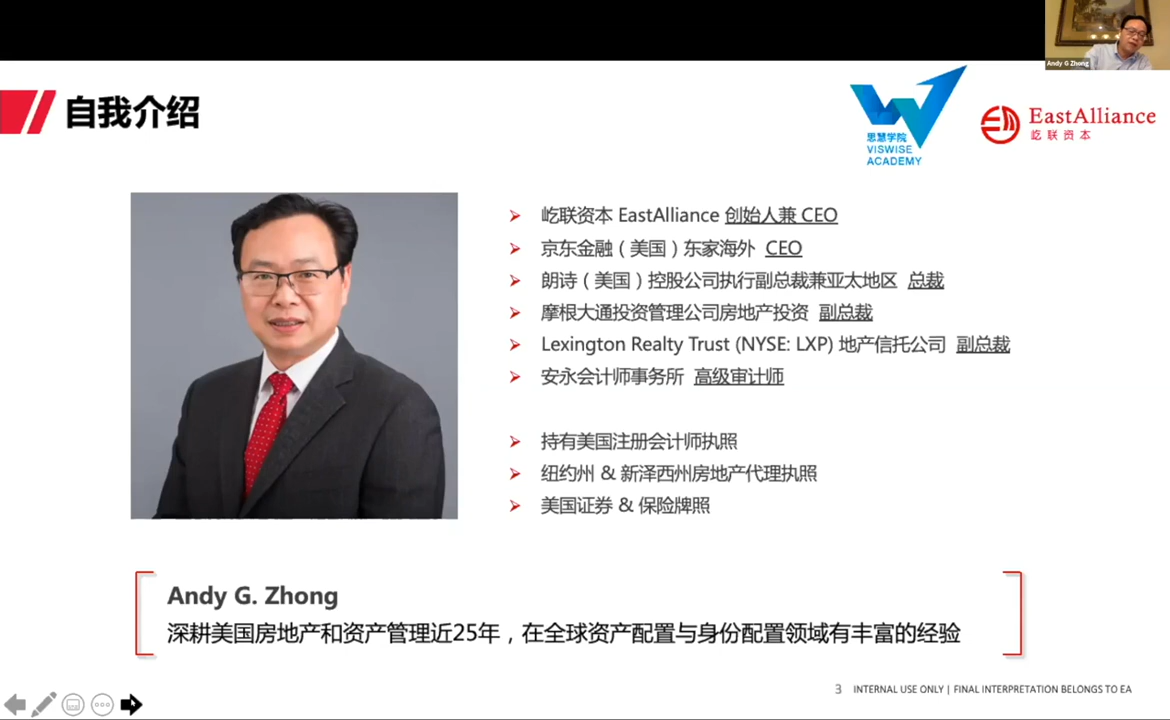 Andy G Zhong
自我介绍
思慧学院
VISWISE
ACADEMY
EastAlliance
屹联资本
屹联资本 EastAlliance 创始人兼 CEO
京东金融（美国）东家海外 CEO
朗诗（美国）控股公司执行副总裁兼亚太地区 总裁
摩根大通投资管理公司房地产投资 副总裁
Lexington Realty Trust (NYSE: LXP) 地产信托公司 副总裁
安永会计师事务所 高级审计师
持有美国注册会计师执照
纽约州 & 新泽西州房地产代理执照
美国证券 & 保险牌照
Andy G. Zhong
深耕美国房地产和资产管理近25年，在全球资产配置与身份配置领域有丰富的经验
3 INTERNAL USE ONLY | FINAL INTERPRETATION BELONGS TO EA